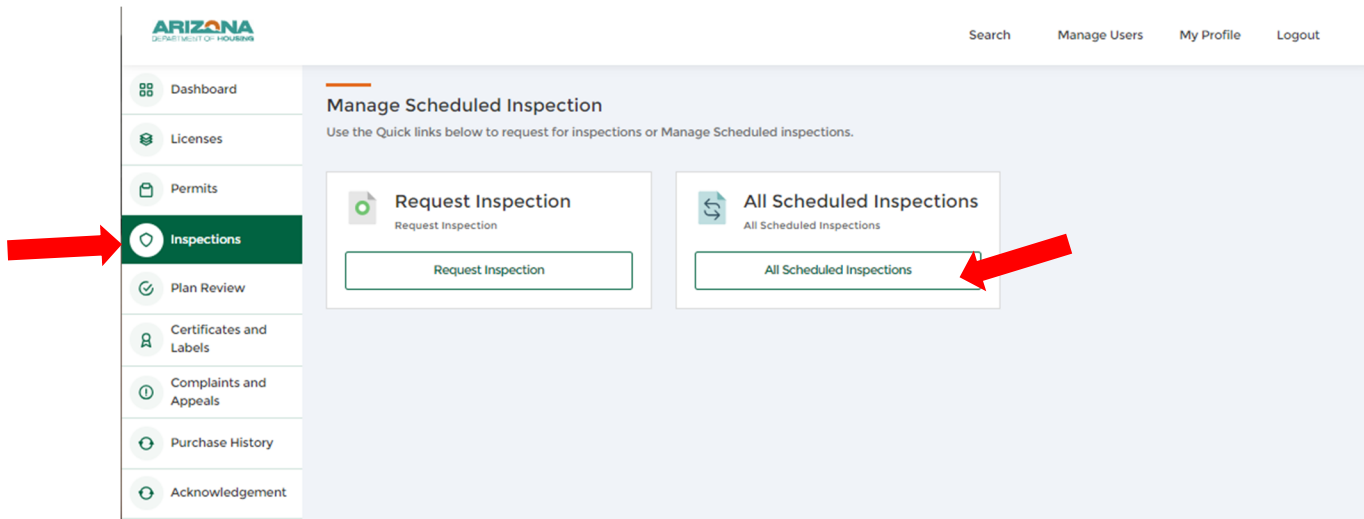 ARIZONA
DEPARTMENT OF HOUSING
Search Manage Users My Profile Logout
Dashboard
Licenses
Permits
Inspections
Plan Review
Certificates and
Labels
Complaints and
Appeals
Purchase History
Acknowledgement
Manage Scheduled Inspection
Use the Quick links below to request for inspections or Manage Scheduled inspections.
Request Inspection
Request Inspection
Request Inspection
All Scheduled Inspections
All Scheduled Inspections
All Scheduled Inspections